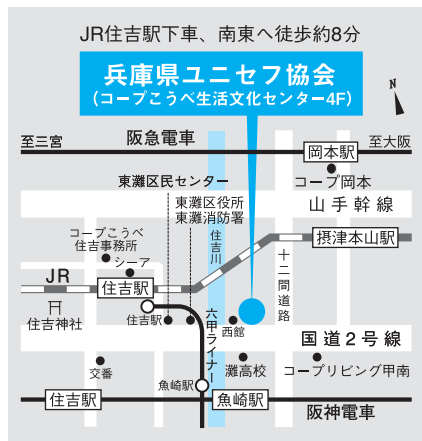 JR住吉駅下車、南東へ徒歩約8分
兵庫県ユニセフ協会
(コープこうべ生活文化センター4F)
N
至三宮
阪急電車
至大阪
岡本駅
コープ岡本
東灘区民センター
東灘区役所
東灘消防署
山手幹線
コープこうべ
住吉事務所
シーア
住吉川
十二間道路
摂津本山駅
JR
住吉駅
住吉神社
住吉駅
六甲ライナー
西館
国道2号線
交番
灘高校
コープリビング甲南
魚崎駅
住吉駅
魚崎駅
阪神電車